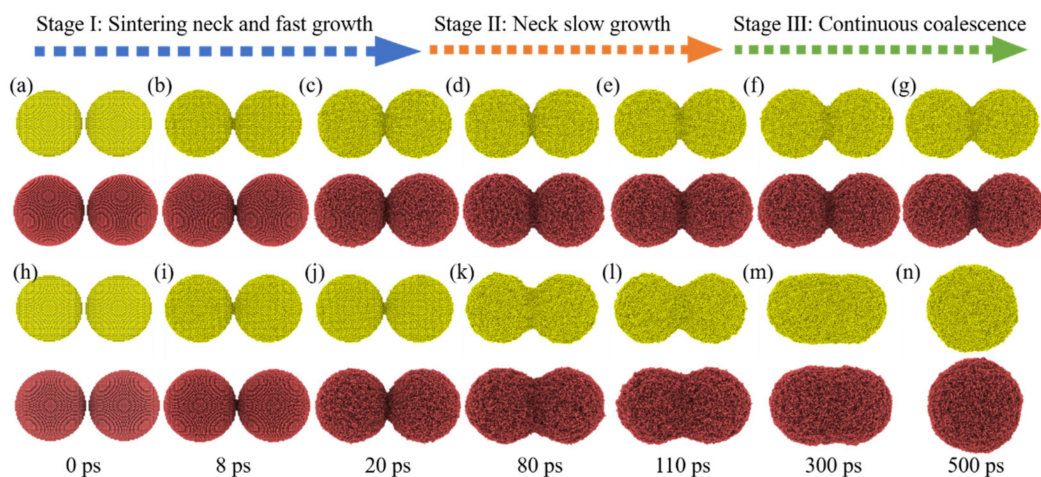 Stage I: Sintering neck and fast growth Stage II: Neck slow growth Stage III: Continuous coalescence
(a) (b) (c) (d) (e) (f) (g)
(h) (i) (j) (k) (l) (m) (n)
0 ps 8 ps 20 ps 80 ps 110 ps 300 ps 500 ps